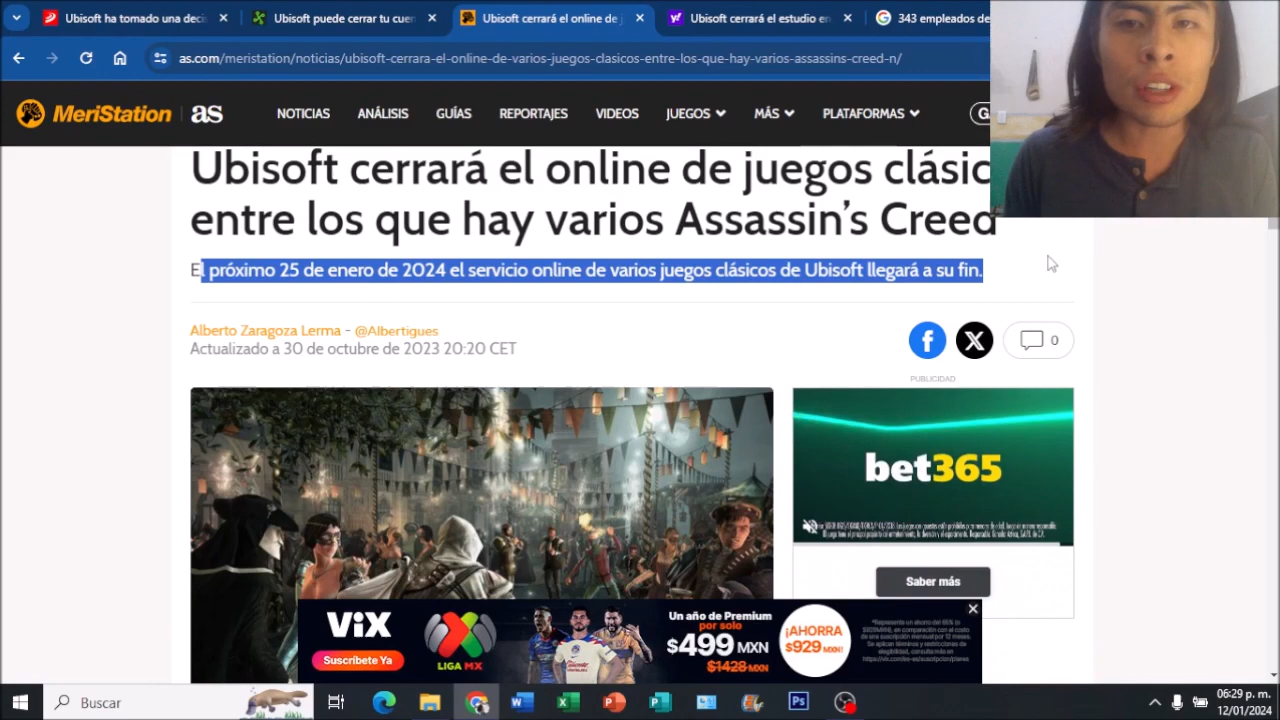 Ubisoft ha tomado una deci
Ubisoft puede cerrar tu cuen
Ubisoft cerrará el online de j
Ubisoft cerrará el estudio en
343 empleados de
as.com/meristation/noticias/ubisoft-cerrara-el-online-de-varios-juegos-clasicos-entre-los-que-hay-varios-assassins-creed-n/
MeriStation as
NOTICIAS ANÁLISIS GUÍAS REPORTAJES VIDEOS JUEGOS MÁS PLATAFORMAS G
Ubisoft cerrará el online de juegos clásic
entre los que hay varios Assassin's Creed
El próximo 25 de enero de 2024 el servicio online de varios juegos clásicos de Ubisoft llegará a su fin.
Alberto Zaragoza Lerma - @Albertigues
Actualizado a 30 de octubre de 2023 20:20 CET
f X 0
PUBLICIDAD
bet365
Saber más
ViX
Suscríbete Ya
LIGA MX
Un año de Premium
por solo
$499 MXN
$1428 MXN
¡AHORRA
$929 MXN!
Buscar
W X P P Ps
06:29 p. m.
12/01/2024